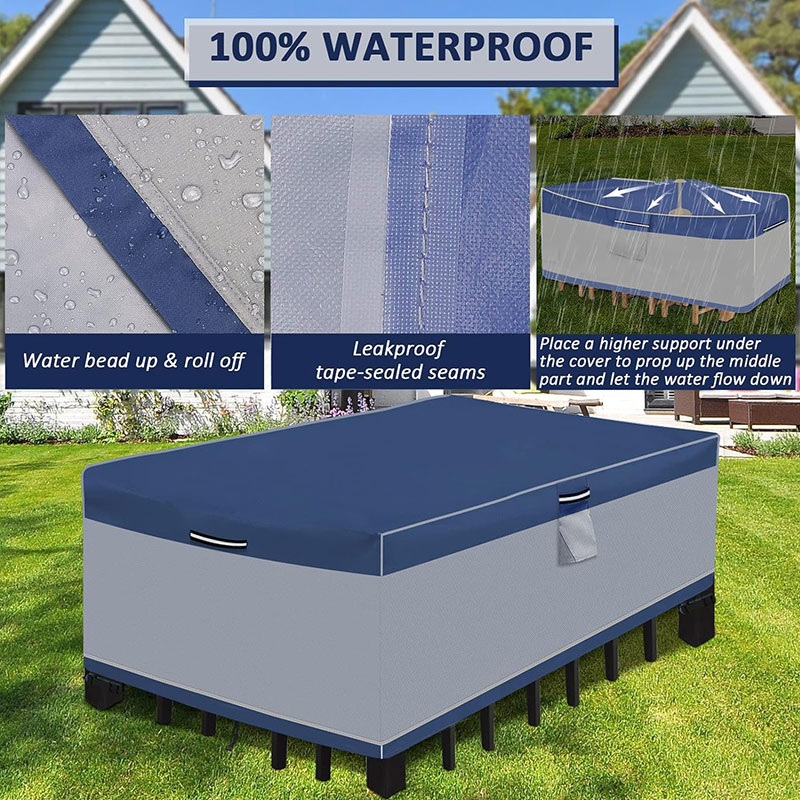 100% WATERPROOF
Water bead up & roll off
Leakproof
tape-sealed seams
Place a higher support under
the cover to prop up the middle
part and let the water flow down